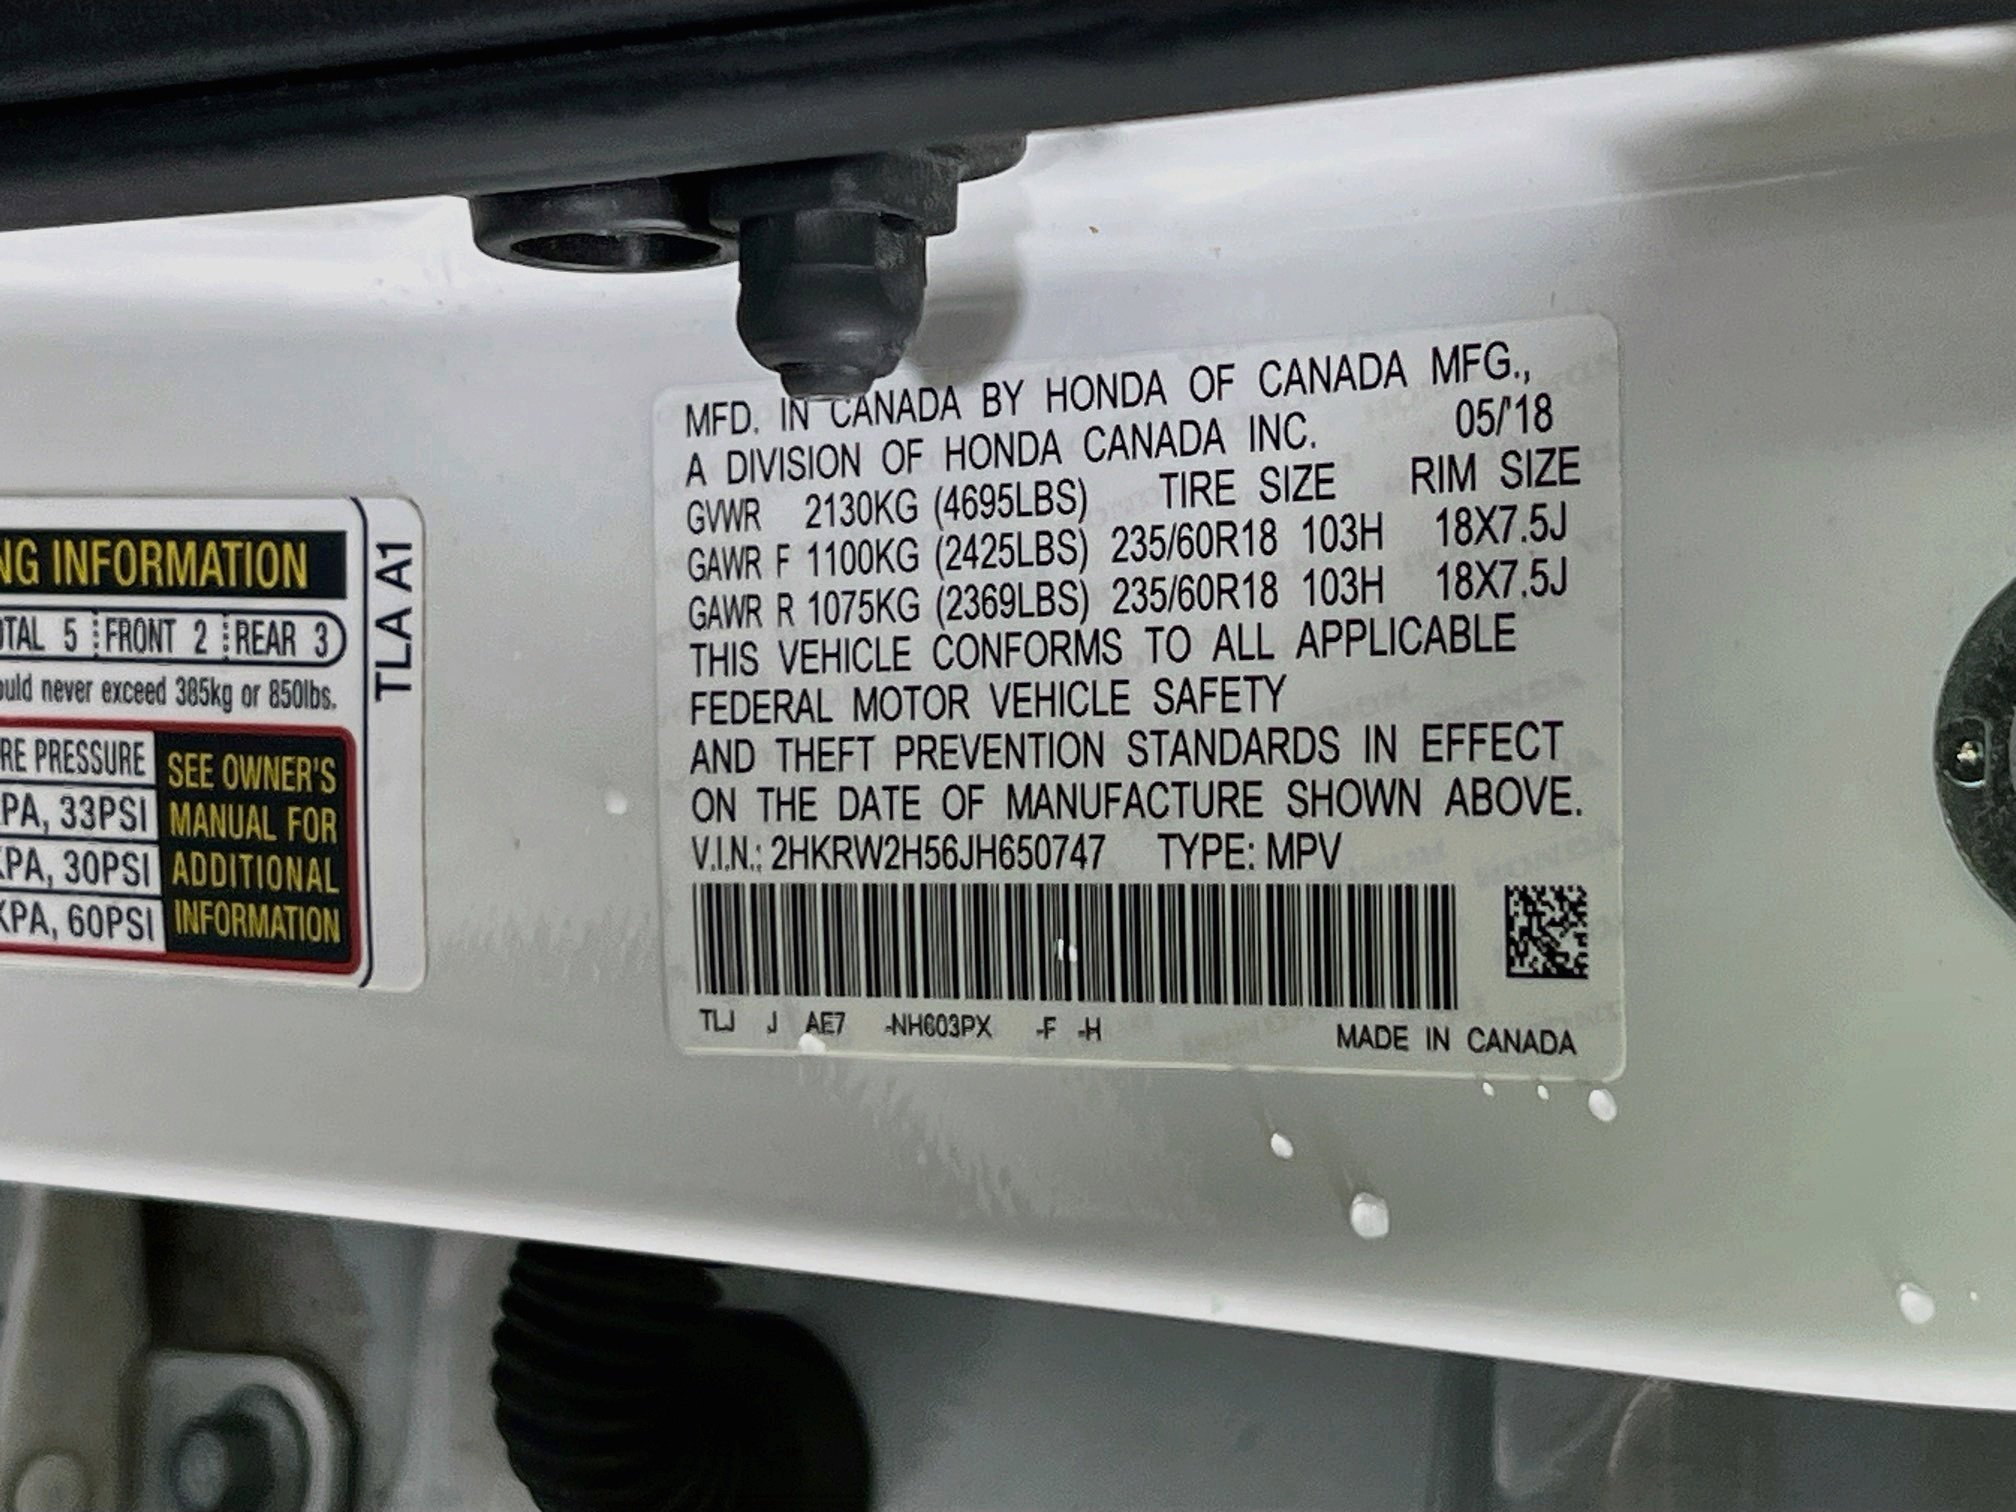 NG INFORMATION
TAL 5 FRONT 2 REAR 3
uld never exceed 385kg or 850lbs.
RE PRESSURE
PA, 33PSI
KPA, 30PSI
KPA, 60PSI
SEE OWNER'S
MANUAL FOR
ADDITIONAL
INFORMATION
TLA A1
MFD. IN CANADA BY HONDA OF CANADA MFG.,
A DIVISION OF HONDA CANADA INC. 05/'18
GVWR 2130KG (4695LBS) TIRE SIZE RIM SIZE
GAWR F 1100KG (2425LBS) 235/60R18 103H 18X7.5J
GAWR R 1075KG (2369LBS) 235/60R18 103H 18X7.5J
THIS VEHICLE CONFORMS TO ALL APPLICABLE
FEDERAL MOTOR VEHICLE SAFETY
AND THEFT PREVENTION STANDARDS IN EFFECT
ON THE DATE OF MANUFACTURE SHOWN ABOVE.
V.I.N.: 2HKRW2H56JH650747 TYPE: MPV
TLJ J AE7 -NH603PX -F -H MADE IN CANADA